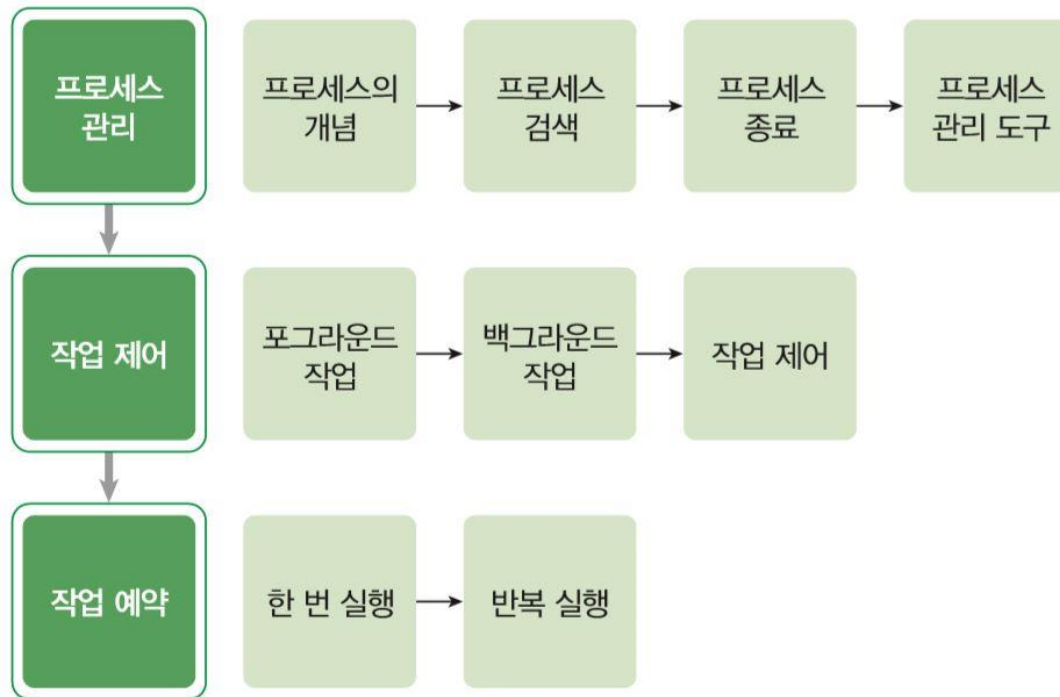 프로세스
관리
프로세스의
개념
프로세스
검색
프로세스
종료
프로세스
관리 도구
작업 제어
포그라운드
작업
백그라운드
작업
작업 제어
작업 예약
한 번 실행
반복 실행